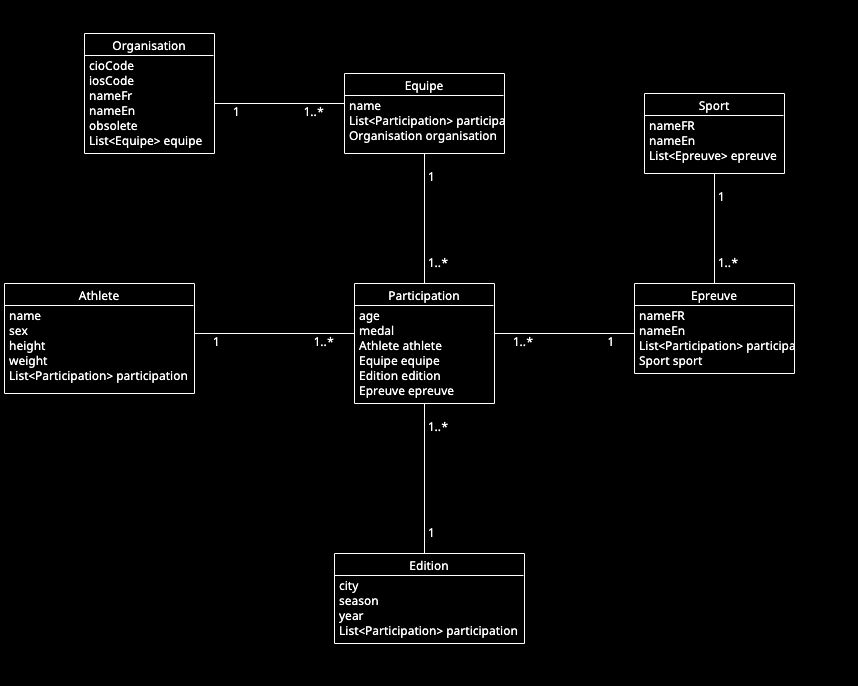 Organisation
cioCode
iosCode
nameFr
nameEn
obsolete
List<Equipe> equipe
1
1..*
Equipe
name
List<Participation> participa
Organisation organisation
Sport
nameFR
nameEn
List<Epreuve> epreuve
1
1..*
1
1..*
Athlete
name
sex
height
weight
List<Participation> participation
1
1..*
Participation
age
medal
Athlete athlete
Equipe equipe
Edition edition
Epreuve epreuve
1..*
1
Epreuve
nameFR
nameEn
List<Participation> participa
Sport sport
1..*
1
Edition
city
season
year
List<Participation> participation